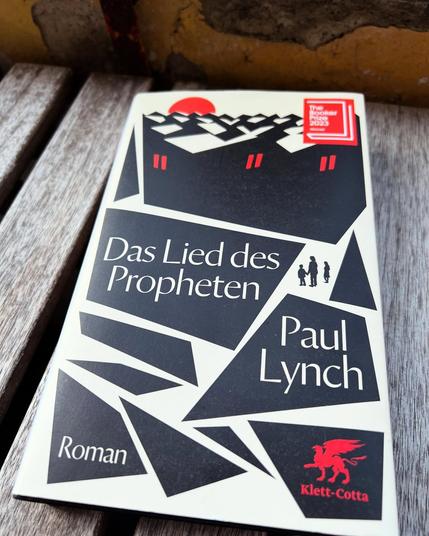 The
Booker
Prize
2023
Das Lied des
Propheten
Paul
Lynch
Roman
Klett-Cotta